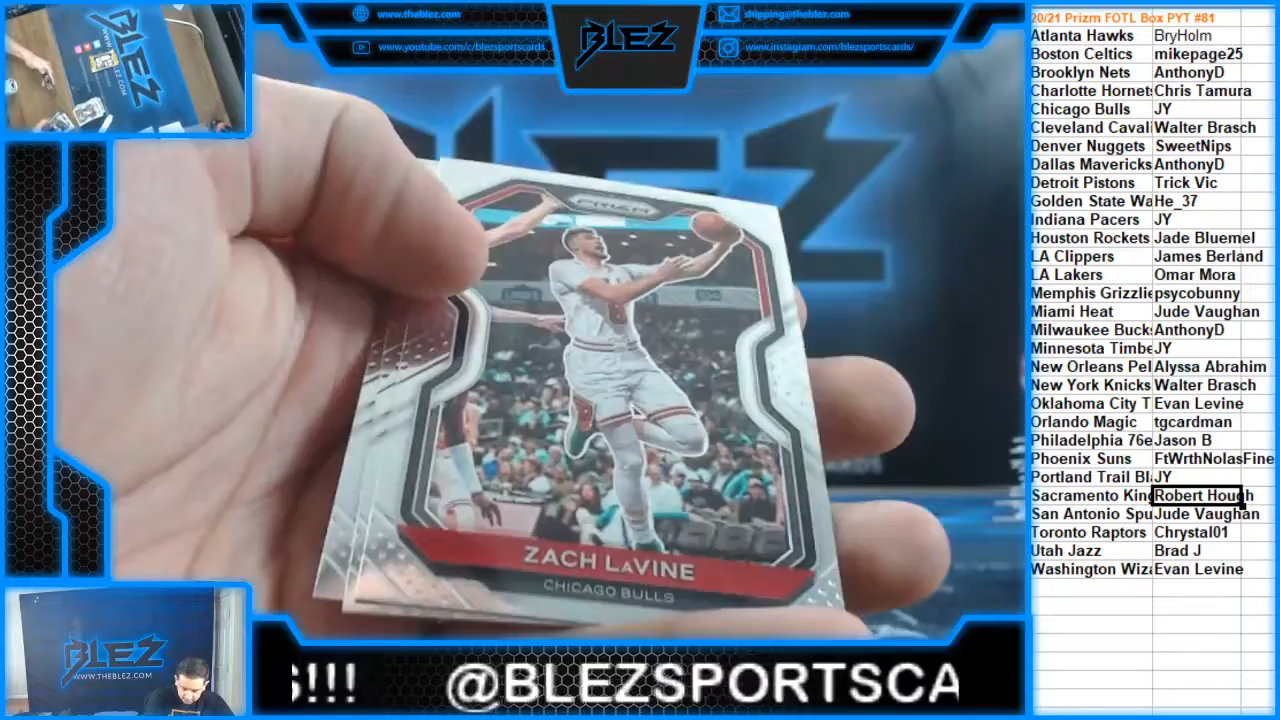 BLEZ
WWW.THEBLEZ.COM
www.theblez.com
www.youtube.com/c/blezsportscards
BLEZ
shipping@theblez.com
www.instagram.com/blezsportscards/
PRIZM
ZACH LAVINE
CHICAGO BULLS
BLEZ
WWW.THEBLEZ.COM
S!!! @BLEZSPORTSCA
20/21 Prizm FOTL Box PYT #81
Atlanta Hawks BryHolm
Boston Celtics mikepage25
Brooklyn Nets AnthonyD
Charlotte Hornets Chris Tamura
Chicago Bulls JY
Cleveland Cavali Walter Brasch
Denver Nuggets SweetNips
Dallas Mavericks AnthonyD
Detroit Pistons Trick Vic
Golden State Wa He_37
Indiana Pacers JY
Houston Rockets Jade Bluemel
LA Clippers James Berland
LA Lakers Omar Mora
Memphis Grizzlie psycobunny
Miami Heat Jude Vaughan
Milwaukee Bucks AnthonyD
Minnesota Timbe JY
New Orleans Pel Alyssa Abrahim
New York Knicks Walter Brasch
Oklahoma City T Evan Levine
Orlando Magic tgcardman
Philadelphia 76e Jason B
Phoenix Suns FtWrthNolasFine
Portland Trail Bl JY
Sacramento King Robert Hough
San Antonio Spu Jude Vaughan
Toronto Raptors Chrystal01
Utah Jazz Brad J
Washington Wiza Evan Levine